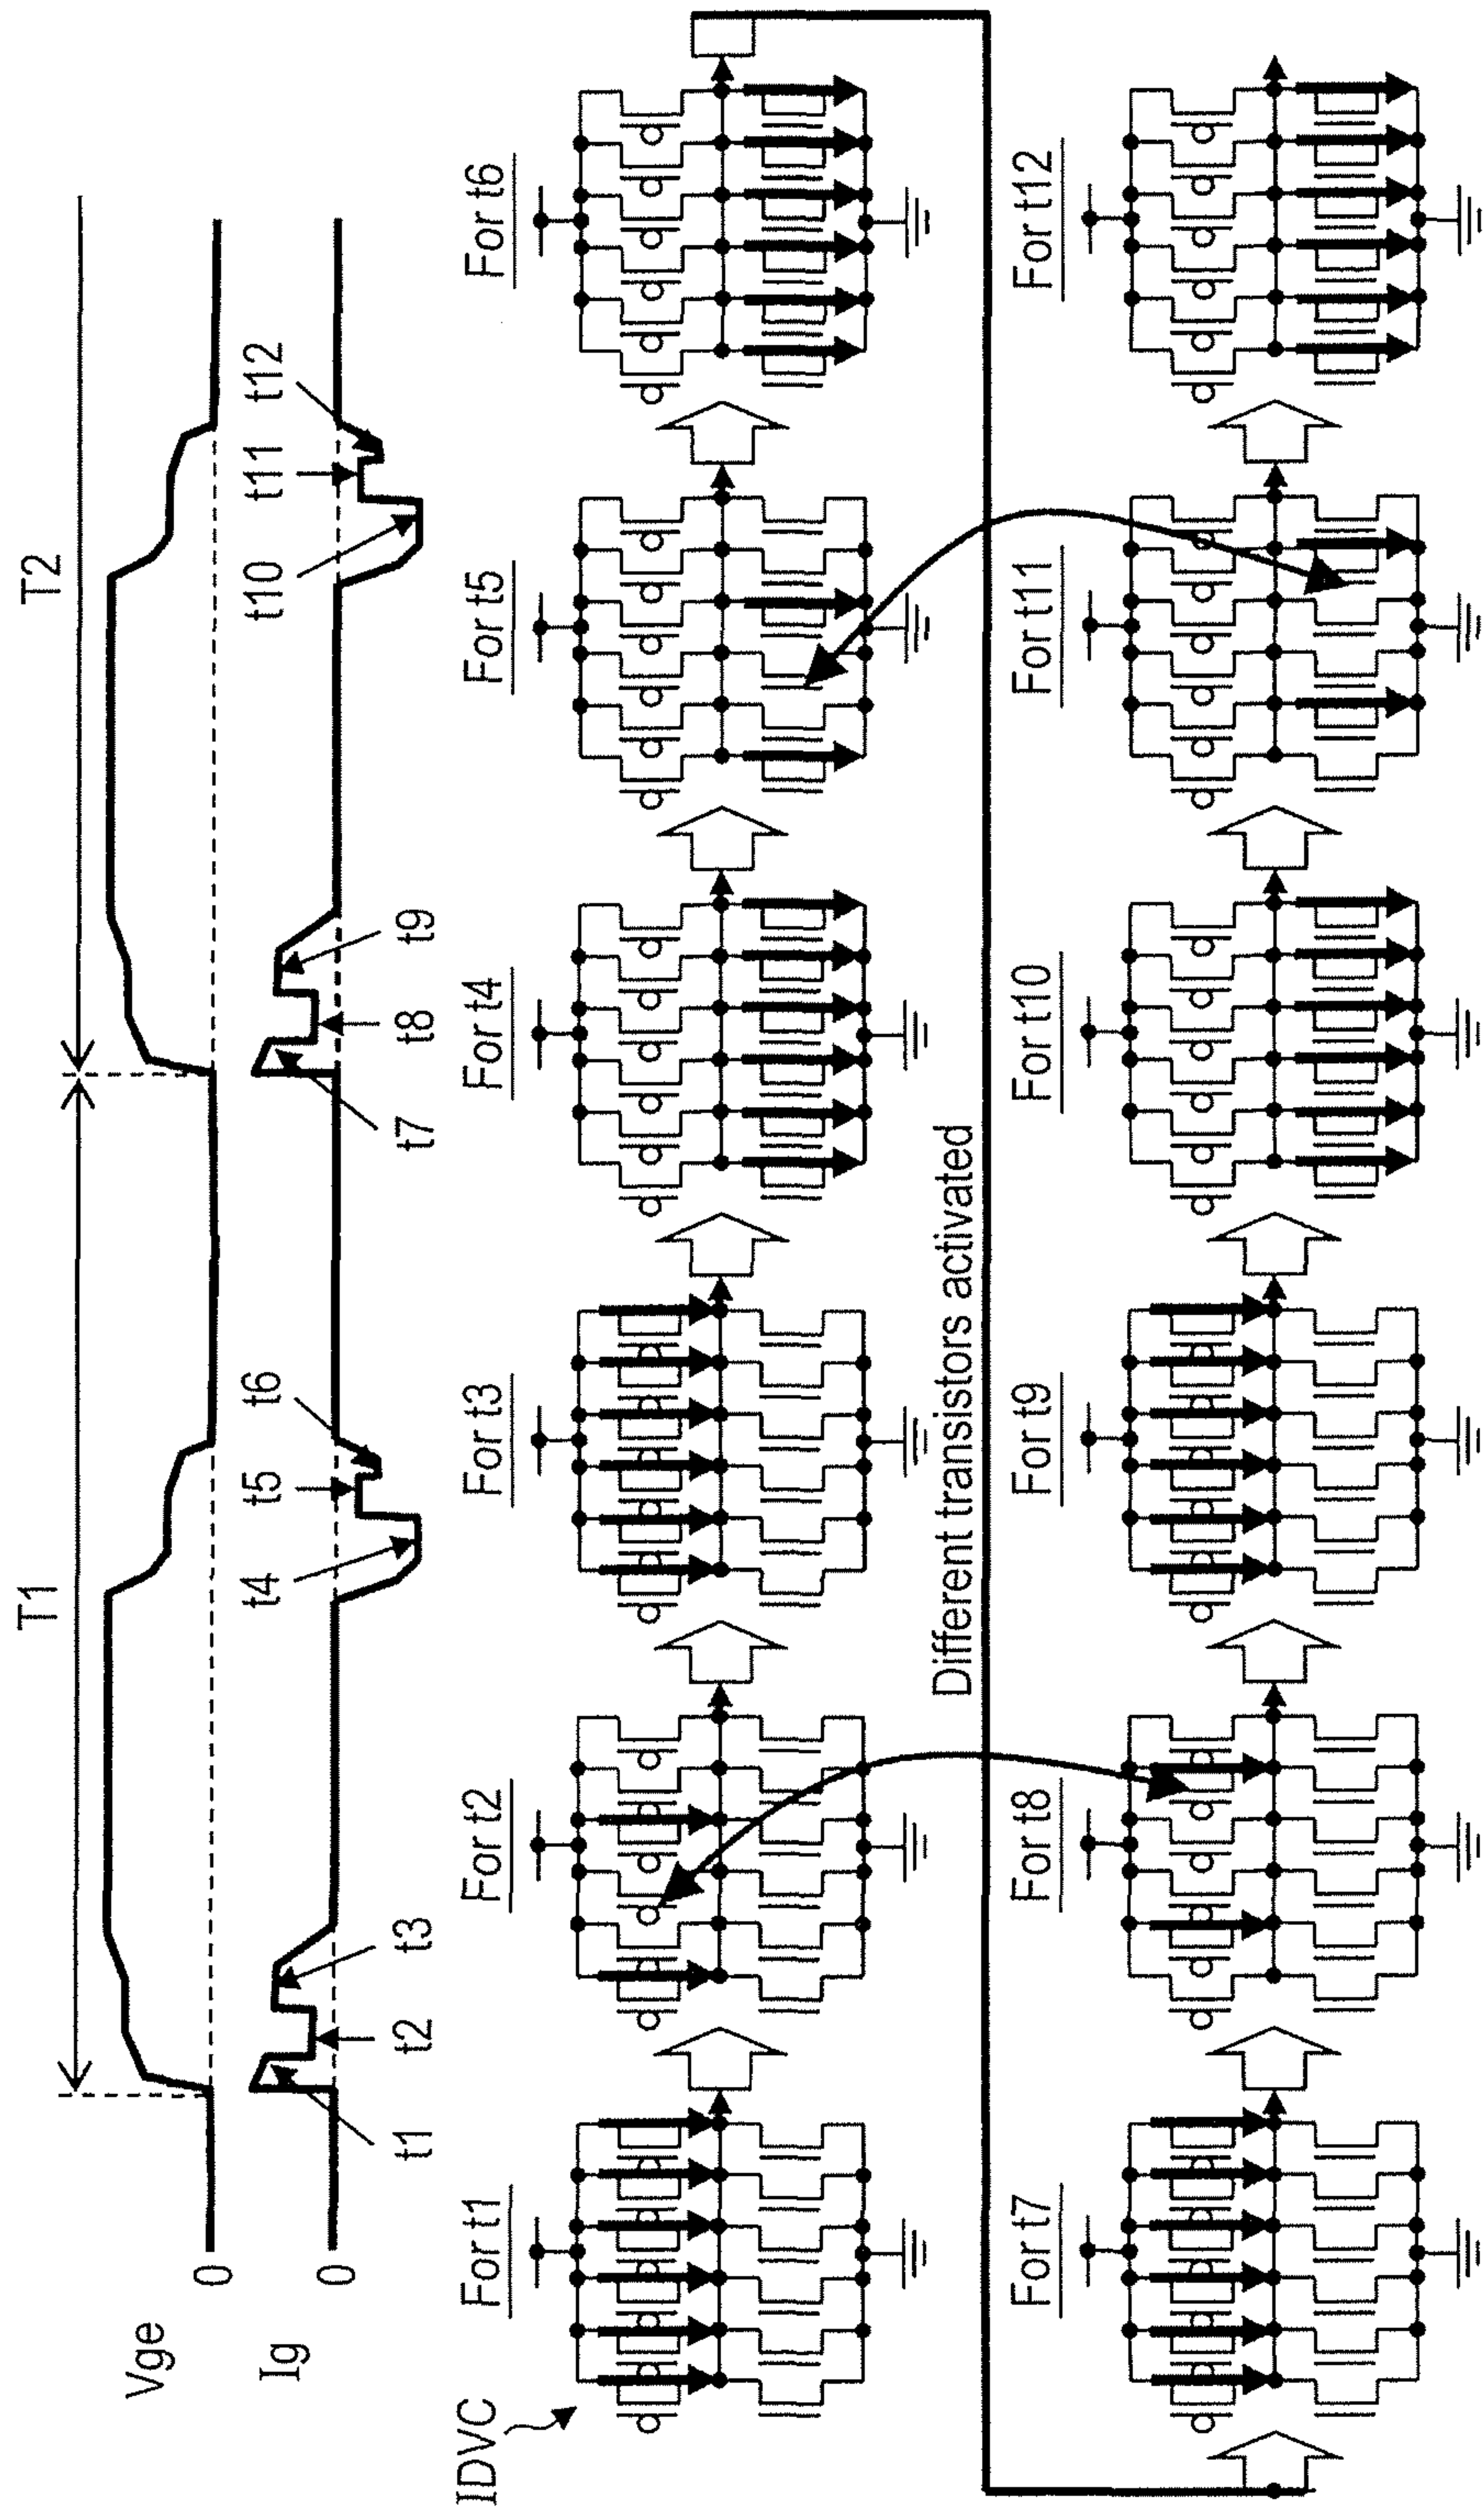 T1
T2
Vge
0
Ig
0
t1
t2
t3
t4
t5
t6
t7
t8
t9
t10
t11
t12
IDVC
For t1
For t2
For t3
For t4
For t5
For t6
Different transistors activated
For t7
For t8
For t9
For t10
For t11
For t12